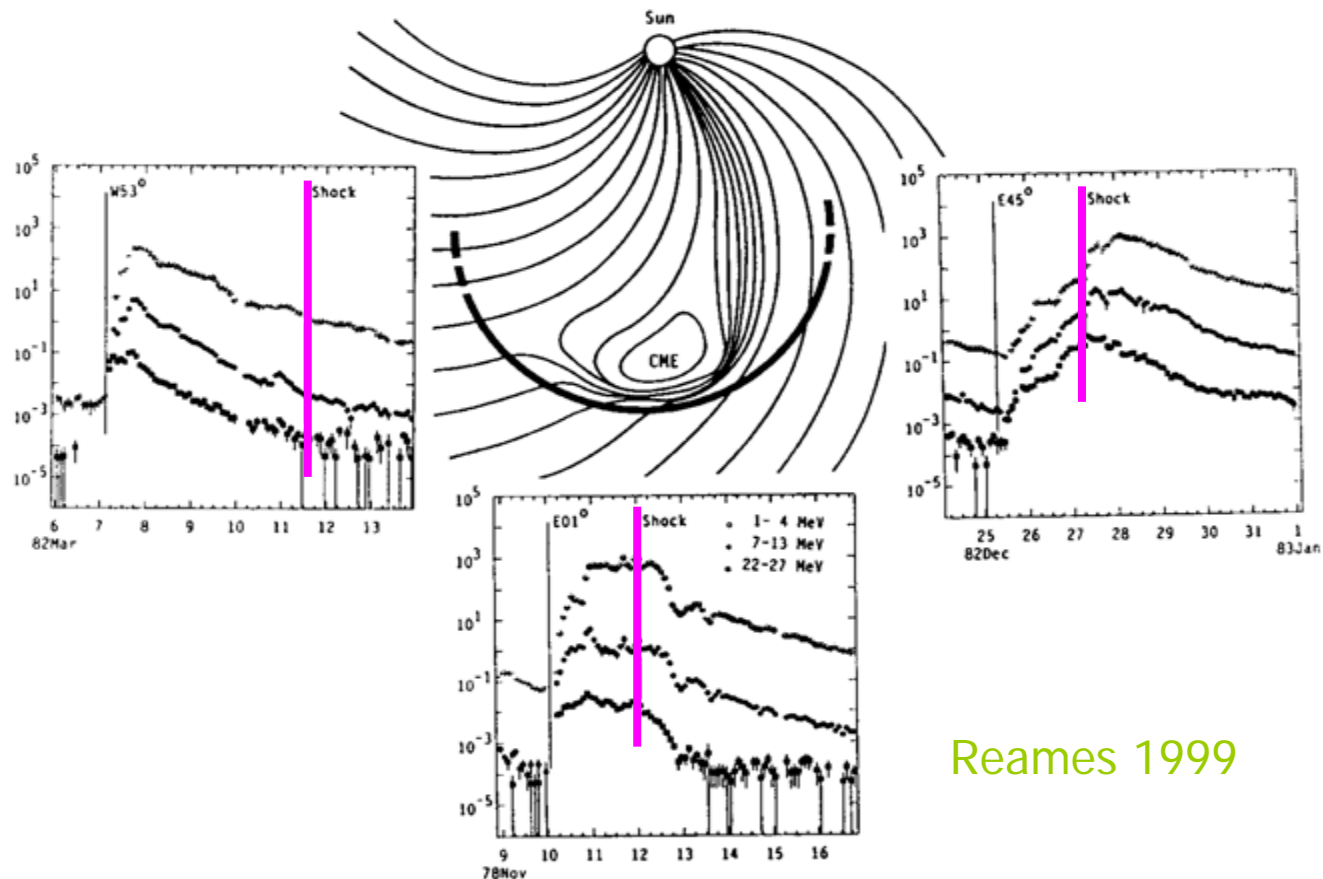 Sun
CME
10^5
10^3
10^1
10^-1
10^-3
10^-5
W53°
Shock
6 7 8 9 10 11 12 13
82Mar
10^5
10^3
10^1
10^-1
10^-3
10^-5
E45°
Shock
25 26 27 28 29 30 31 1
82Dec 83Jan
10^5
10^3
10^1
10^-1
10^-3
10^-5
E01°
Shock
1- 4 MeV
7-13 MeV
22-27 MeV
9 10 11 12 13 14 15 16
78Nov
Reames 1999